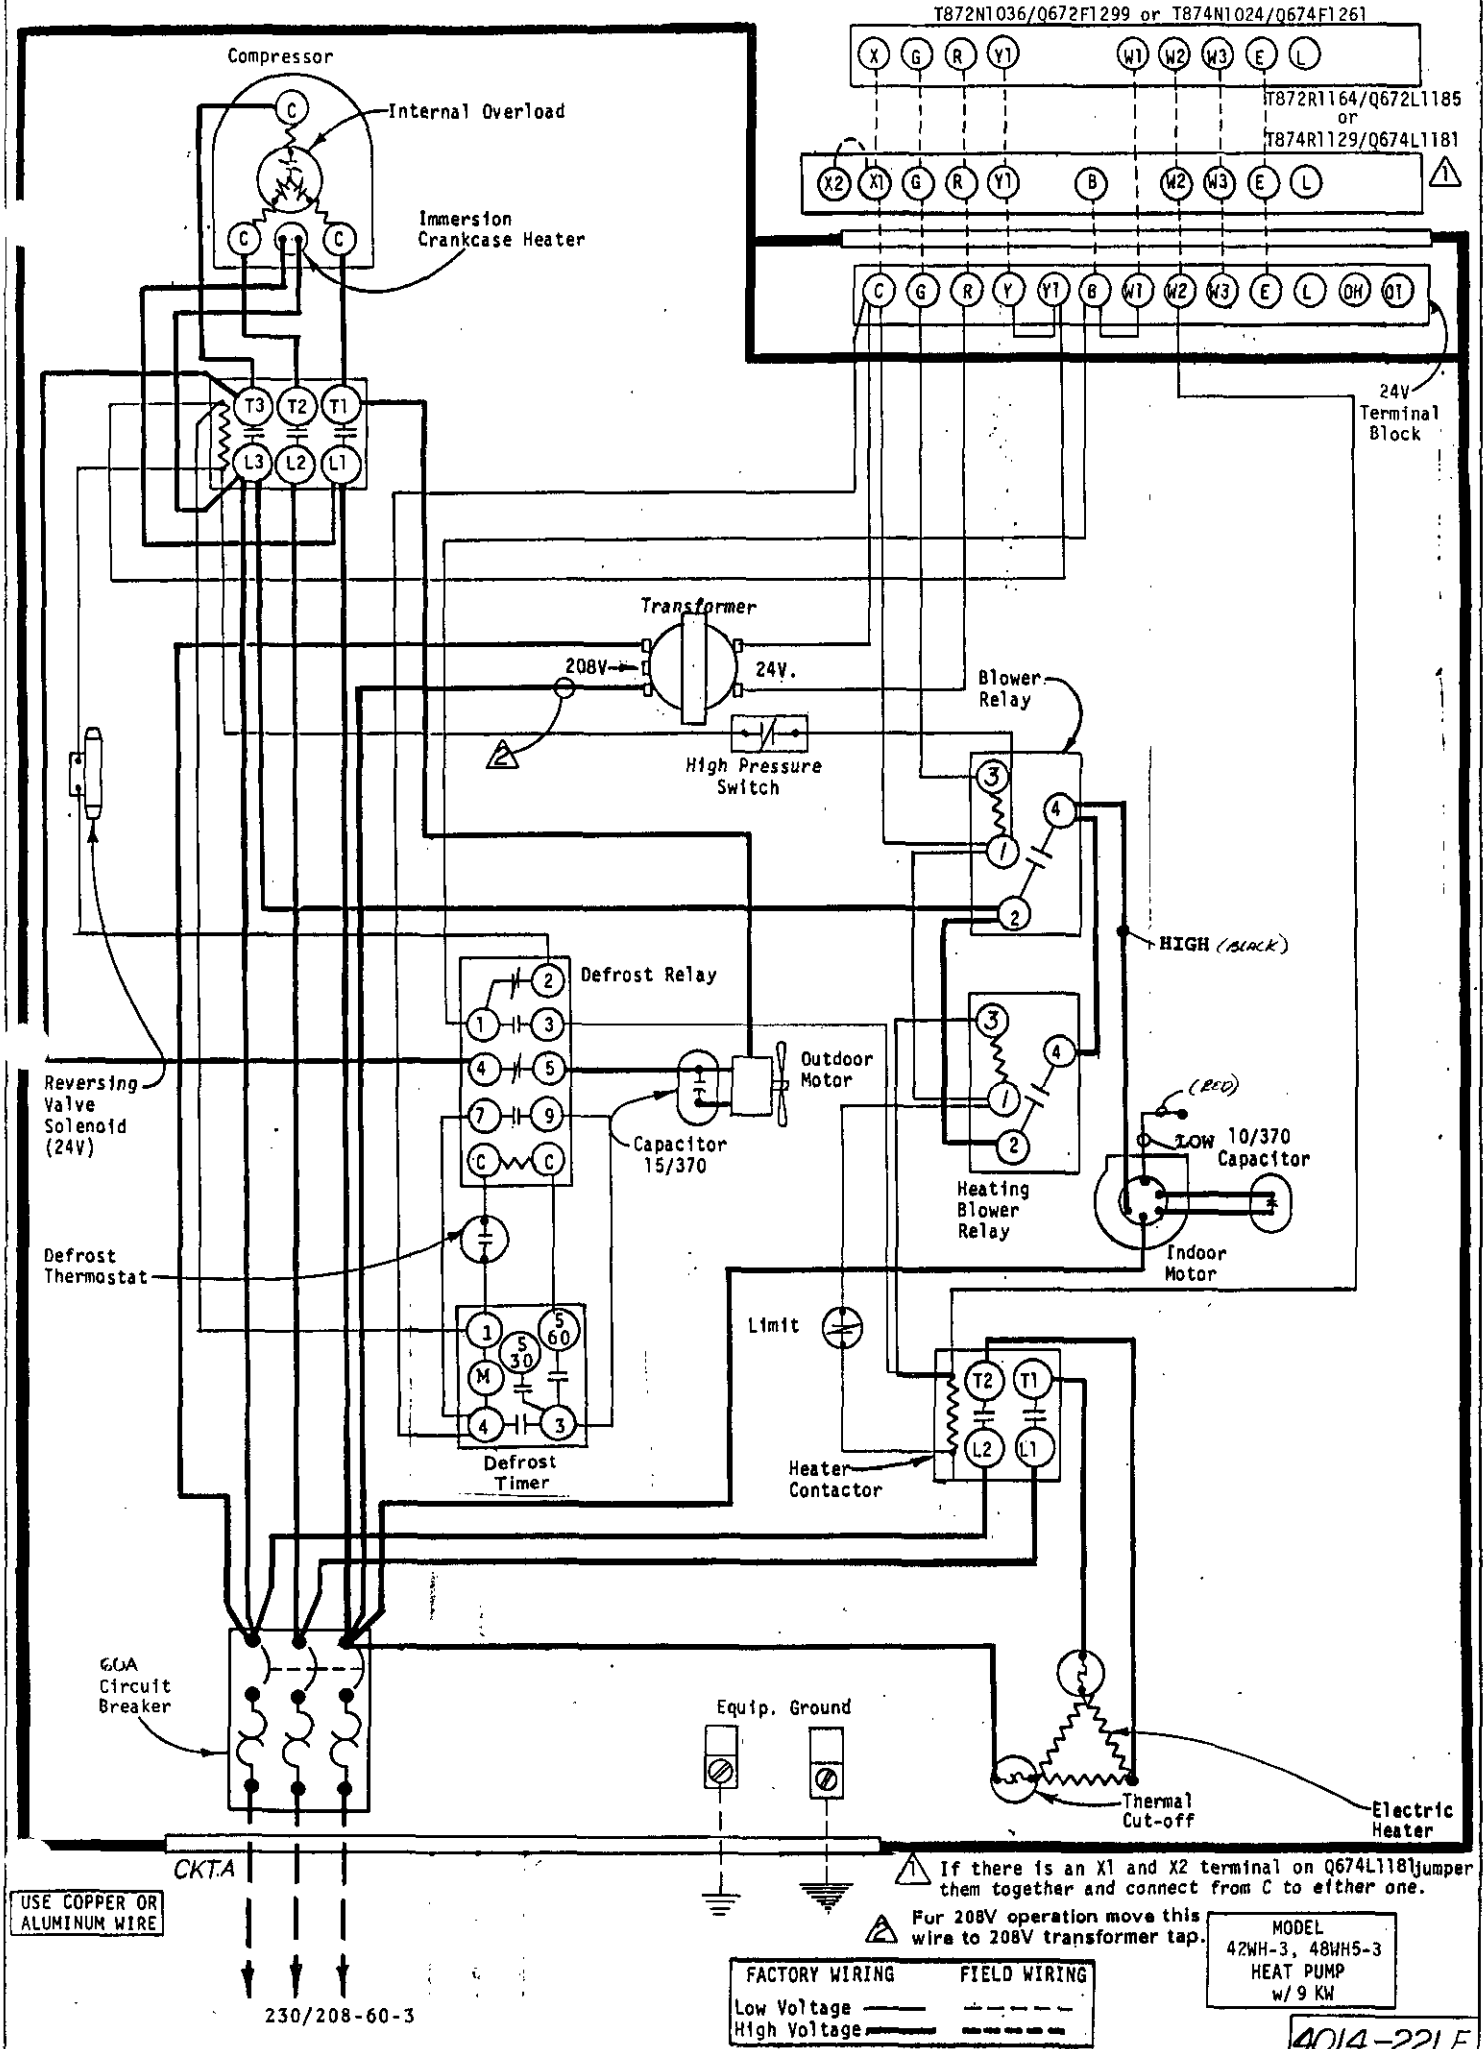 T872N1036/Q672F1299 or T874N1024/Q674F1261
X G R Y1 W1 W2 W3 E L
T872R1164/Q672L1185
or
T874R1129/Q674L1181
X2 X1 G R Y1 B W2 W3 E L
1
C G R Y Y1 B W1 W2 W3 E L OH OT
24V
Terminal
Block
Compressor
C
Internal Overload
Immersion
Crankcase Heater
C C
T3 T2 T1
L3 L2 L1
Transformer
208V
24V.
2
High Pressure
Switch
Blower
Relay
3
4
1
2
HIGH (BLACK)
Defrost Relay
2
1 3
4 5
7 9
C C
Outdoor
Motor
Capacitor
15/370
Reversing
Valve
Solenoid
(24V)
3
4
1
2
Heating
Blower
Relay
(RED)
LOW
10/370
Capacitor
Indoor
Motor
Defrost
Thermostat
1
5
30
5
60
M
4 3
Defrost
Timer
Limit
T2 T1
L2 L1
Heater
Contactor
60A
Circuit
Breaker
Equip. Ground
Thermal
Cut-off
Electric
Heater
CKT.A
USE COPPER OR
ALUMINUM WIRE
230/208-60-3
1 If there is an X1 and X2 terminal on Q674L1181jumper
them together and connect from C to either one.
2 Fur 208V operation move this
wire to 208V transformer tap.
MODEL
42WH-3, 48WH5-3
HEAT PUMP
w/ 9 KW
FACTORY WIRING FIELD WIRING
Low Voltage
High Voltage